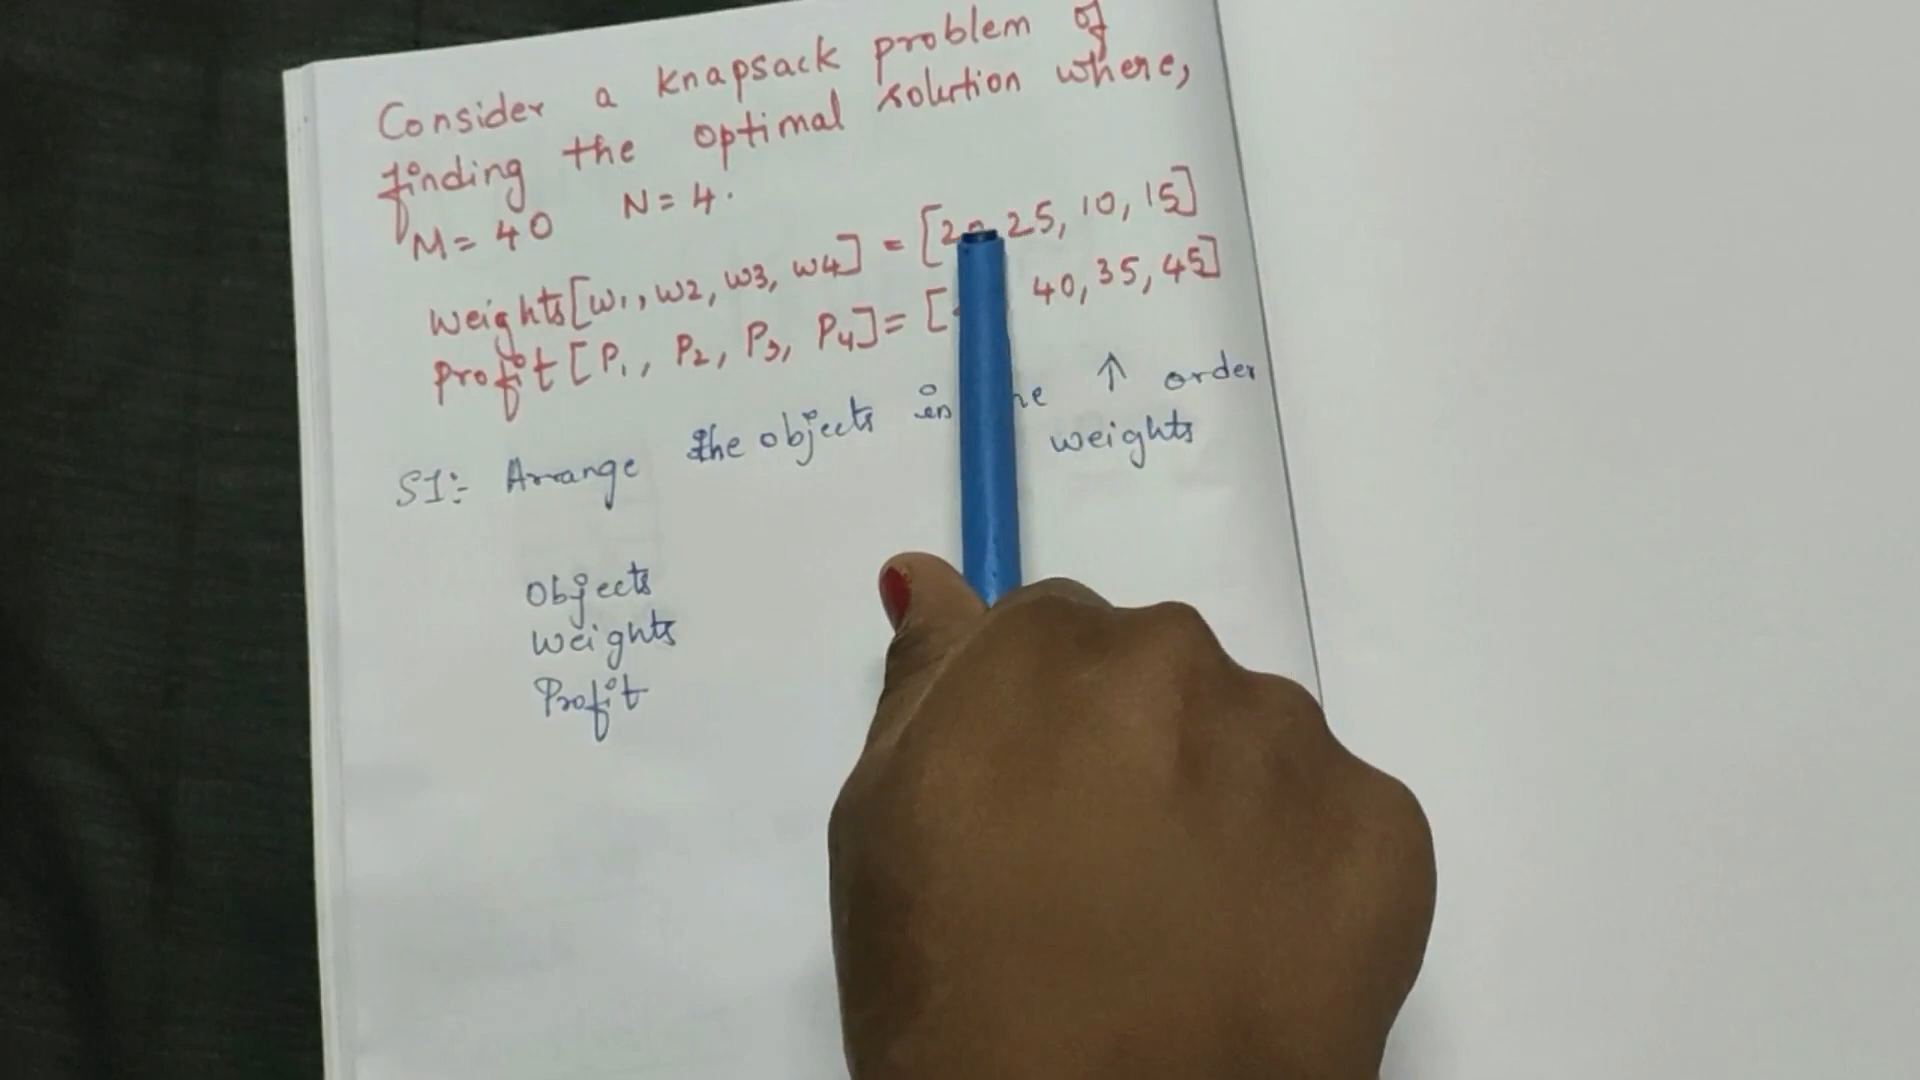 Consider a knapsack problem of
finding the optimal solution where,
M = 40 N = 4.
Weights [w1, w2, w3, w4] = [20, 25, 10, 15]
Profit [P1, P2, P3, P4] = [ 40, 35, 45]
S1:- Arrange the objects in ↑ order
weights
Objects
Weights
Profit